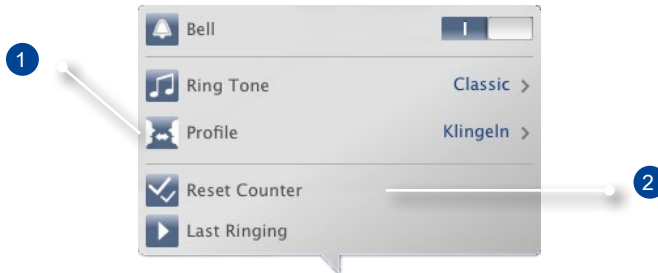 1
Bell
Ring Tone Classic
Profile Klingeln
Reset Counter
2
Last Ringing